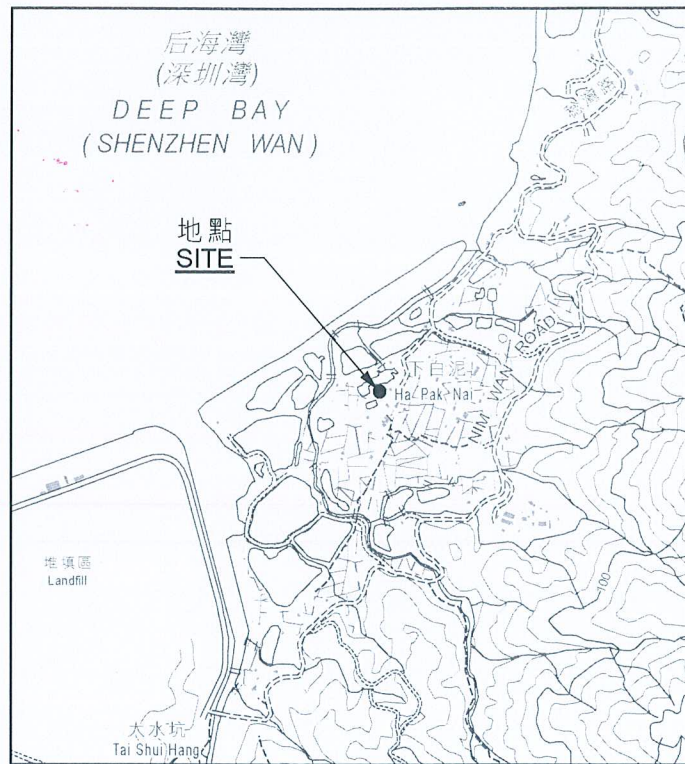 后海灣
(深圳灣)
DEEP BAY
(SHENZHEN WAN)
地點
SITE
NIM WAN ROAD
下白泥
Ha Pak Nai
堆填區
Landfill
100
大水坑
Tai Shui Hang